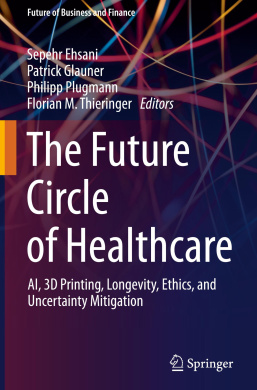 Future of Business and Finance
Sepehr Ehsani
Patrick Glauner
Philipp Plugmann
Florian M. Thieringer Editors
The Future
Circle
of Healthcare
AI, 3D Printing, Longevity, Ethics, and
Uncertainty Mitigation
Springer